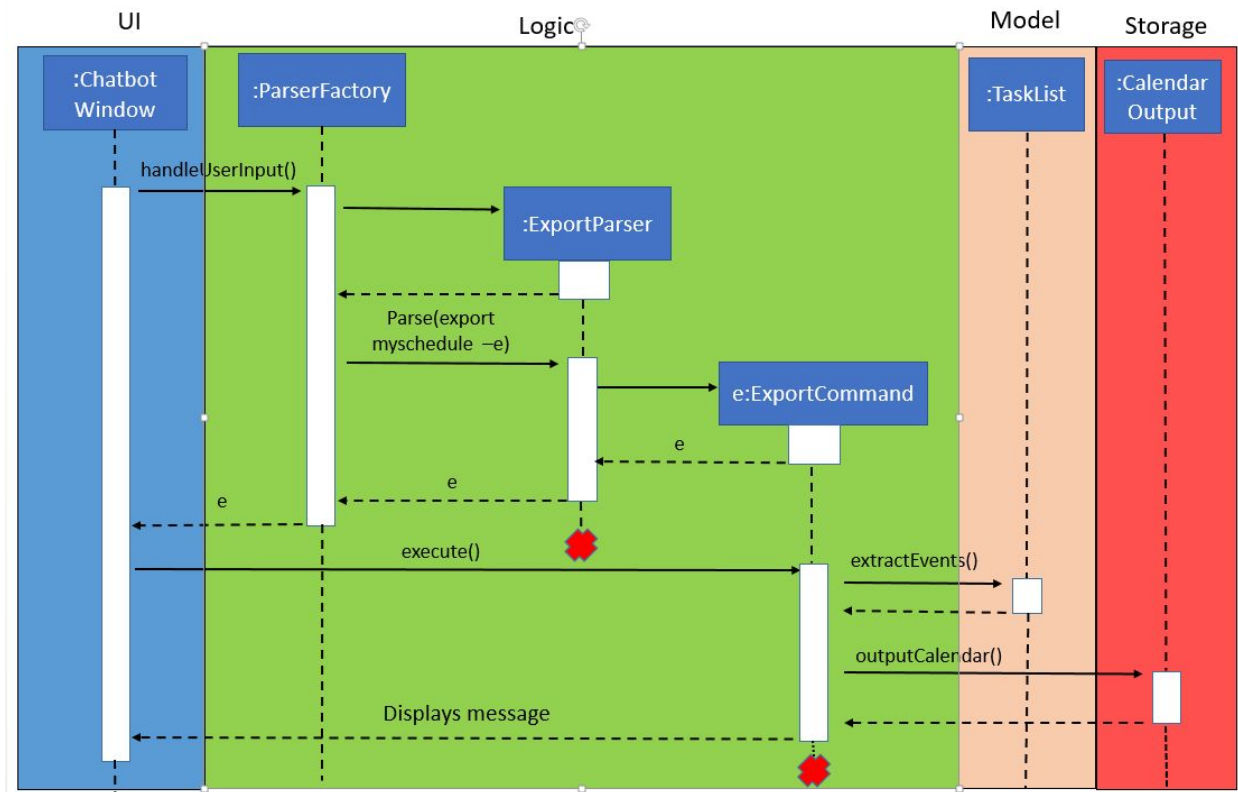 UI
Logic
Model
Storage
:Chatbot
Window
:ParserFactory
:TaskList
:Calendar
Output
handleUserInput()
:ExportParser
Parse(export
myschedule –e)
e:ExportCommand
e
e
e
execute()
extractEvents()
outputCalendar()
Displays message